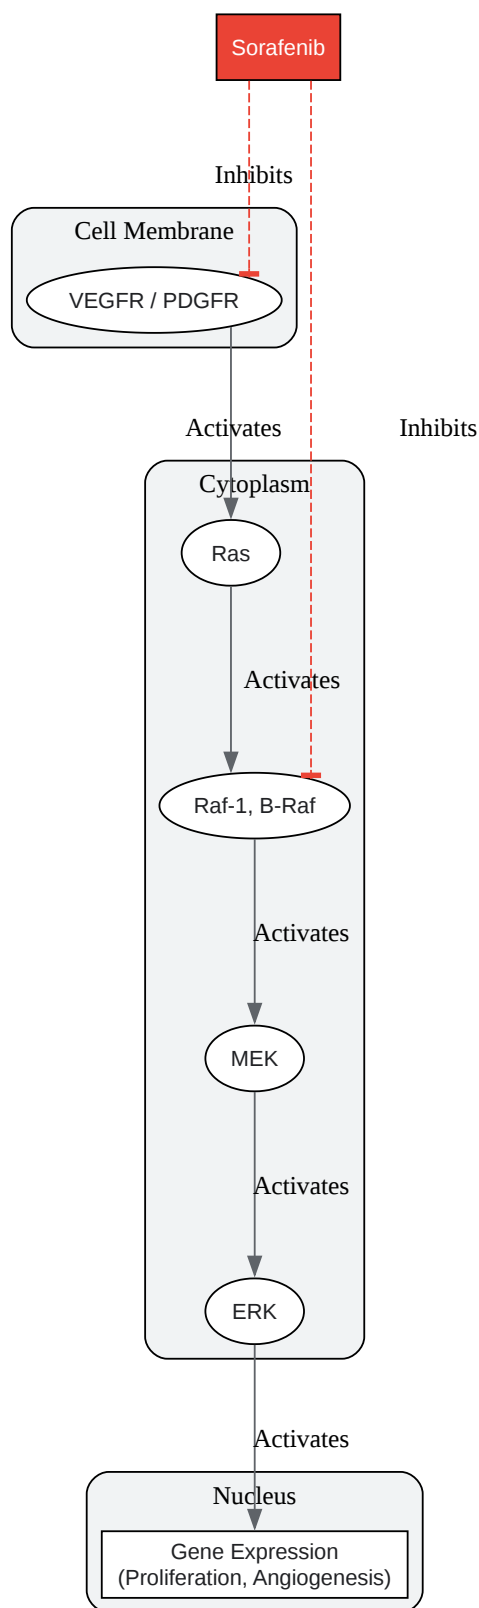 Sorafenib
Inhibits
Cell Membrane
VEGFR / PDGFR
Activates
Inhibits
Cytoplasm
Ras
Activates
Raf-1, B-Raf
Activates
MEK
Activates
ERK
Activates
Nucleus
Gene Expression
(Proliferation, Angiogenesis)